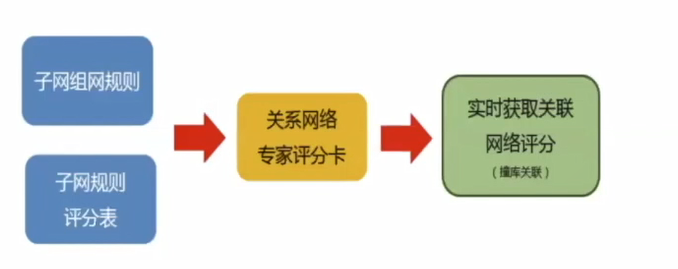 子网组网规则
子网规则
评分表
关系网络
专家评分卡
实时获取关联
网络评分
（撞库关联）